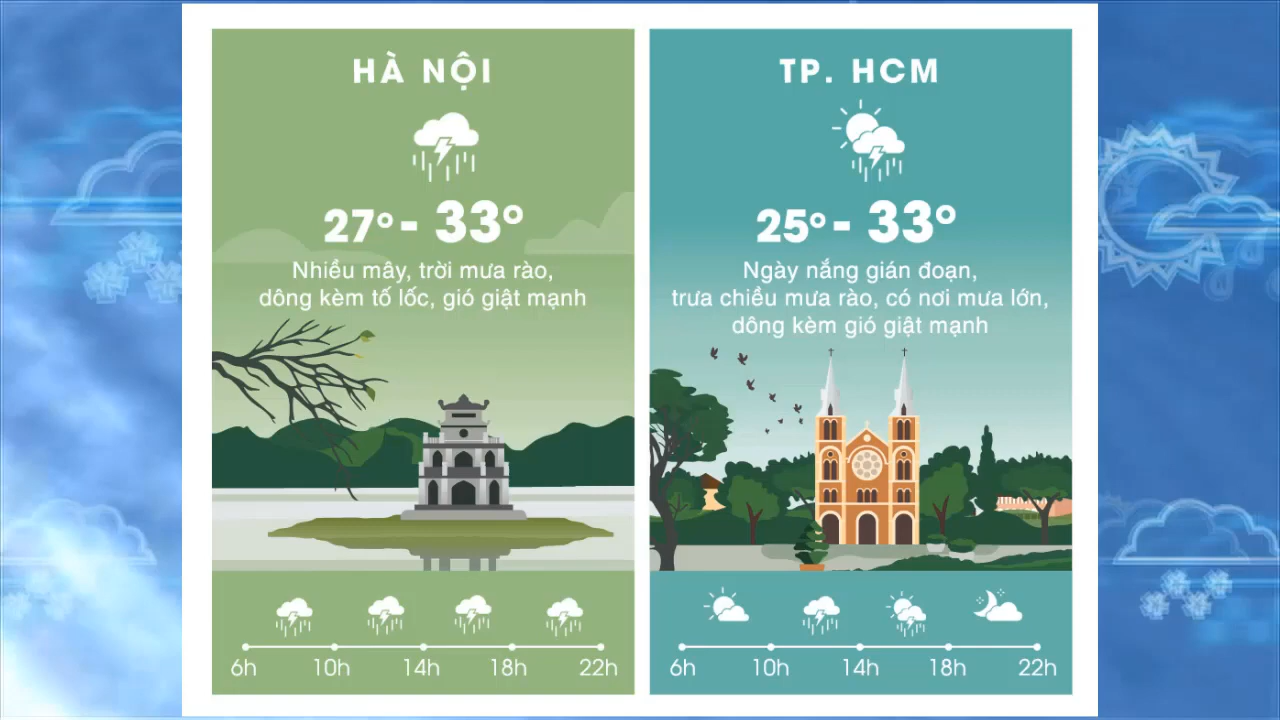 HÀ NỘI
27° - 33°
Nhiều mây, trời mưa rào,
dông kèm tố lốc, gió giật mạnh
6h 10h 14h 18h 22h
TP. HCM
25° - 33°
Ngày nắng gián đoạn,
trưa chiều mưa rào, có nơi mưa lớn,
dông kèm gió giật mạnh
6h 10h 14h 18h 22h